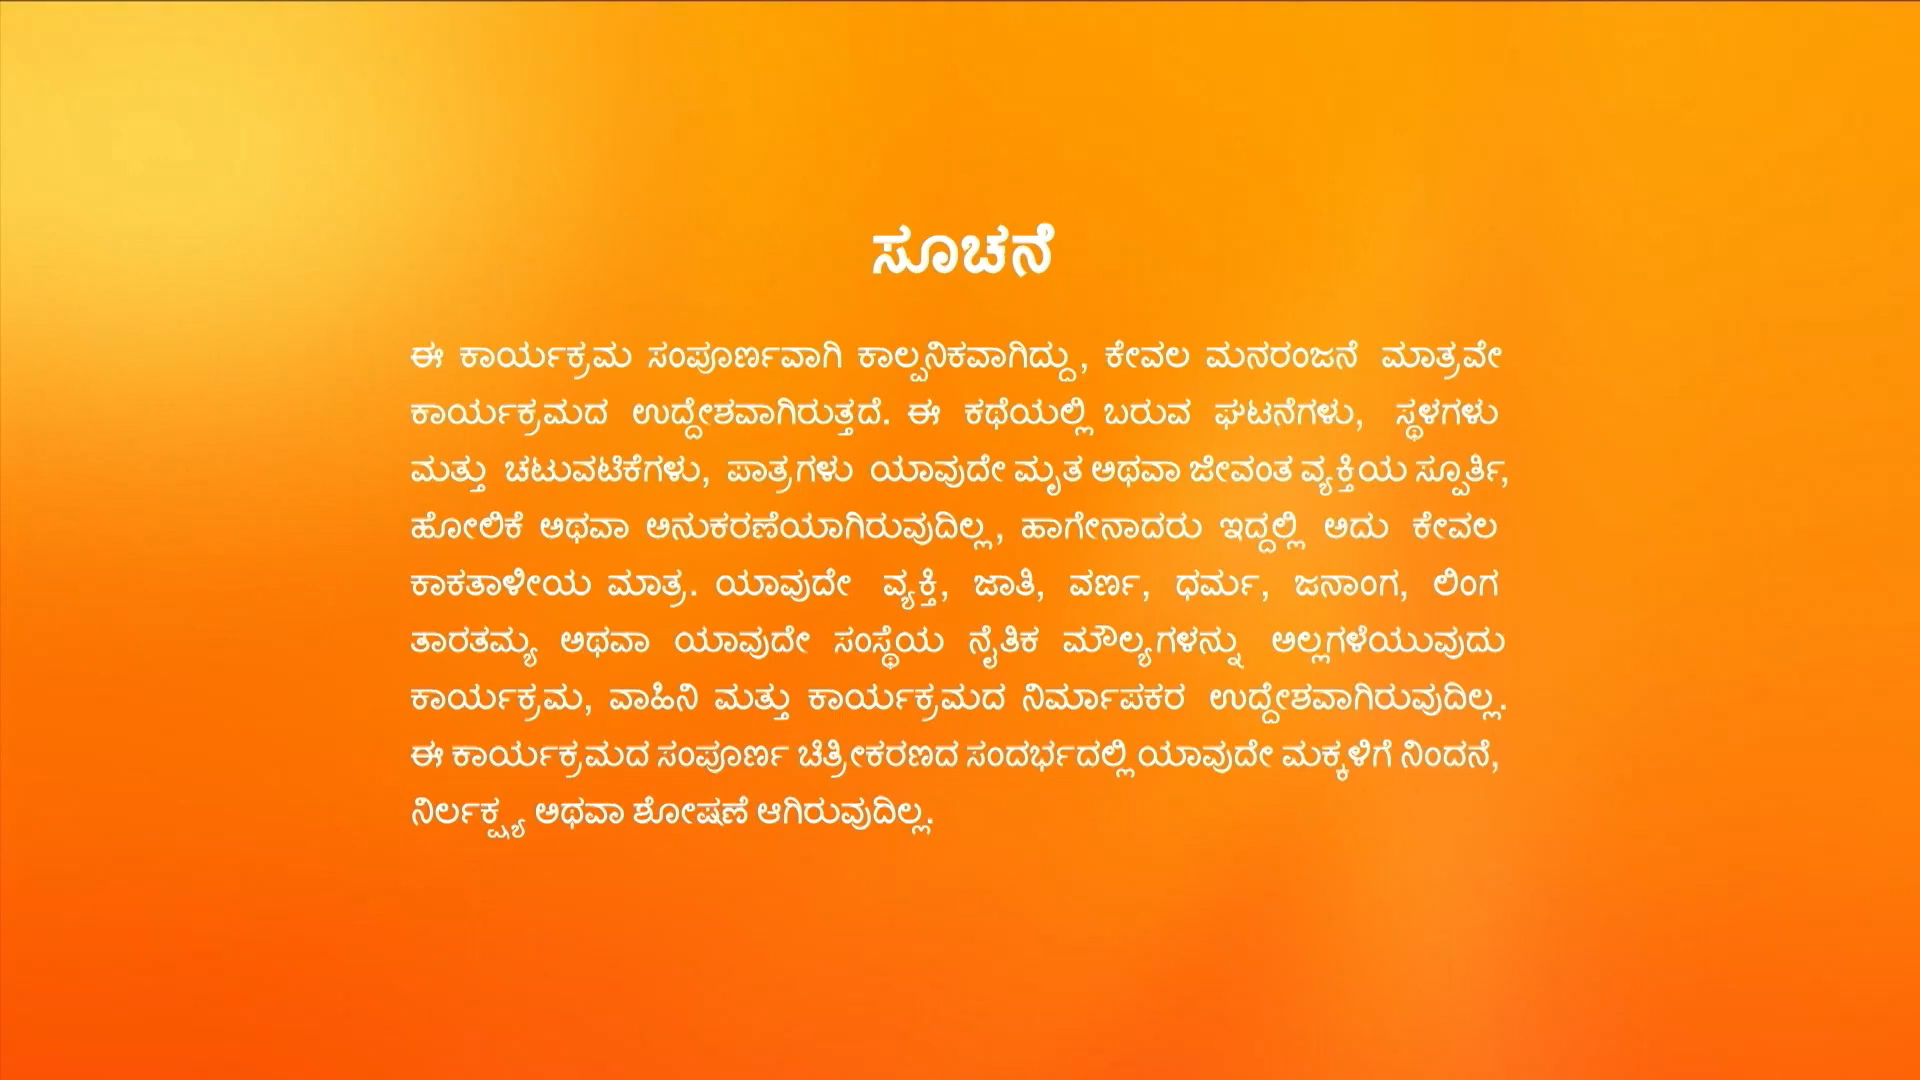 ಸೂಚನೆ
ಈ ಕಾರ್ಯಕ್ರಮ ಸಂಪೂರ್ಣವಾಗಿ ಕಾಲ್ಪನಿಕವಾಗಿದ್ದು, ಕೇವಲ ಮನರಂಜನೆ ಮಾತ್ರವೇ
ಕಾರ್ಯಕ್ರಮದ ಉದ್ದೇಶವಾಗಿರುತ್ತದೆ. ಈ ಕಥೆಯಲ್ಲಿ ಬರುವ ಘಟನೆಗಳು, ಸ್ಥಳಗಳು
ಮತ್ತು ಚಟುವಟಿಕೆಗಳು, ಪಾತ್ರಗಳು ಯಾವುದೇ ಮೃತ ಅಥವಾ ಜೀವಂತ ವ್ಯಕ್ತಿಯ ಸ್ಪೂರ್ತಿ,
ಹೋಲಿಕೆ ಅಥವಾ ಅನುಕರಣೆಯಾಗಿರುವುದಿಲ್ಲ, ಹಾಗೇನಾದರು ಇದ್ದಲ್ಲಿ ಅದು ಕೇವಲ
ಕಾಕತಾಳೀಯ ಮಾತ್ರ. ಯಾವುದೇ ವ್ಯಕ್ತಿ, ಜಾತಿ, ವರ್ಣ, ಧರ್ಮ, ಜನಾಂಗ, ಲಿಂಗ
ತಾರತಮ್ಯ ಅಥವಾ ಯಾವುದೇ ಸಂಸ್ಥೆಯ ನೈತಿಕ ಮೌಲ್ಯಗಳನ್ನು ಅಲ್ಲಗಳೆಯುವುದು
ಕಾರ್ಯಕ್ರಮ, ವಾಹಿನಿ ಮತ್ತು ಕಾರ್ಯಕ್ರಮದ ನಿರ್ಮಾಪಕರ ಉದ್ದೇಶವಾಗಿರುವುದಿಲ್ಲ.
ಈ ಕಾರ್ಯಕ್ರಮದ ಸಂಪೂರ್ಣ ಚಿತ್ರೀಕರಣದ ಸಂದರ್ಭದಲ್ಲಿ ಯಾವುದೇ ಮಕ್ಕಳಿಗೆ ನಿಂದನೆ,
ನಿರ್ಲಕ್ಷ್ಯ ಅಥವಾ ಶೋಷಣೆ ಆಗಿರುವುದಿಲ್ಲ.